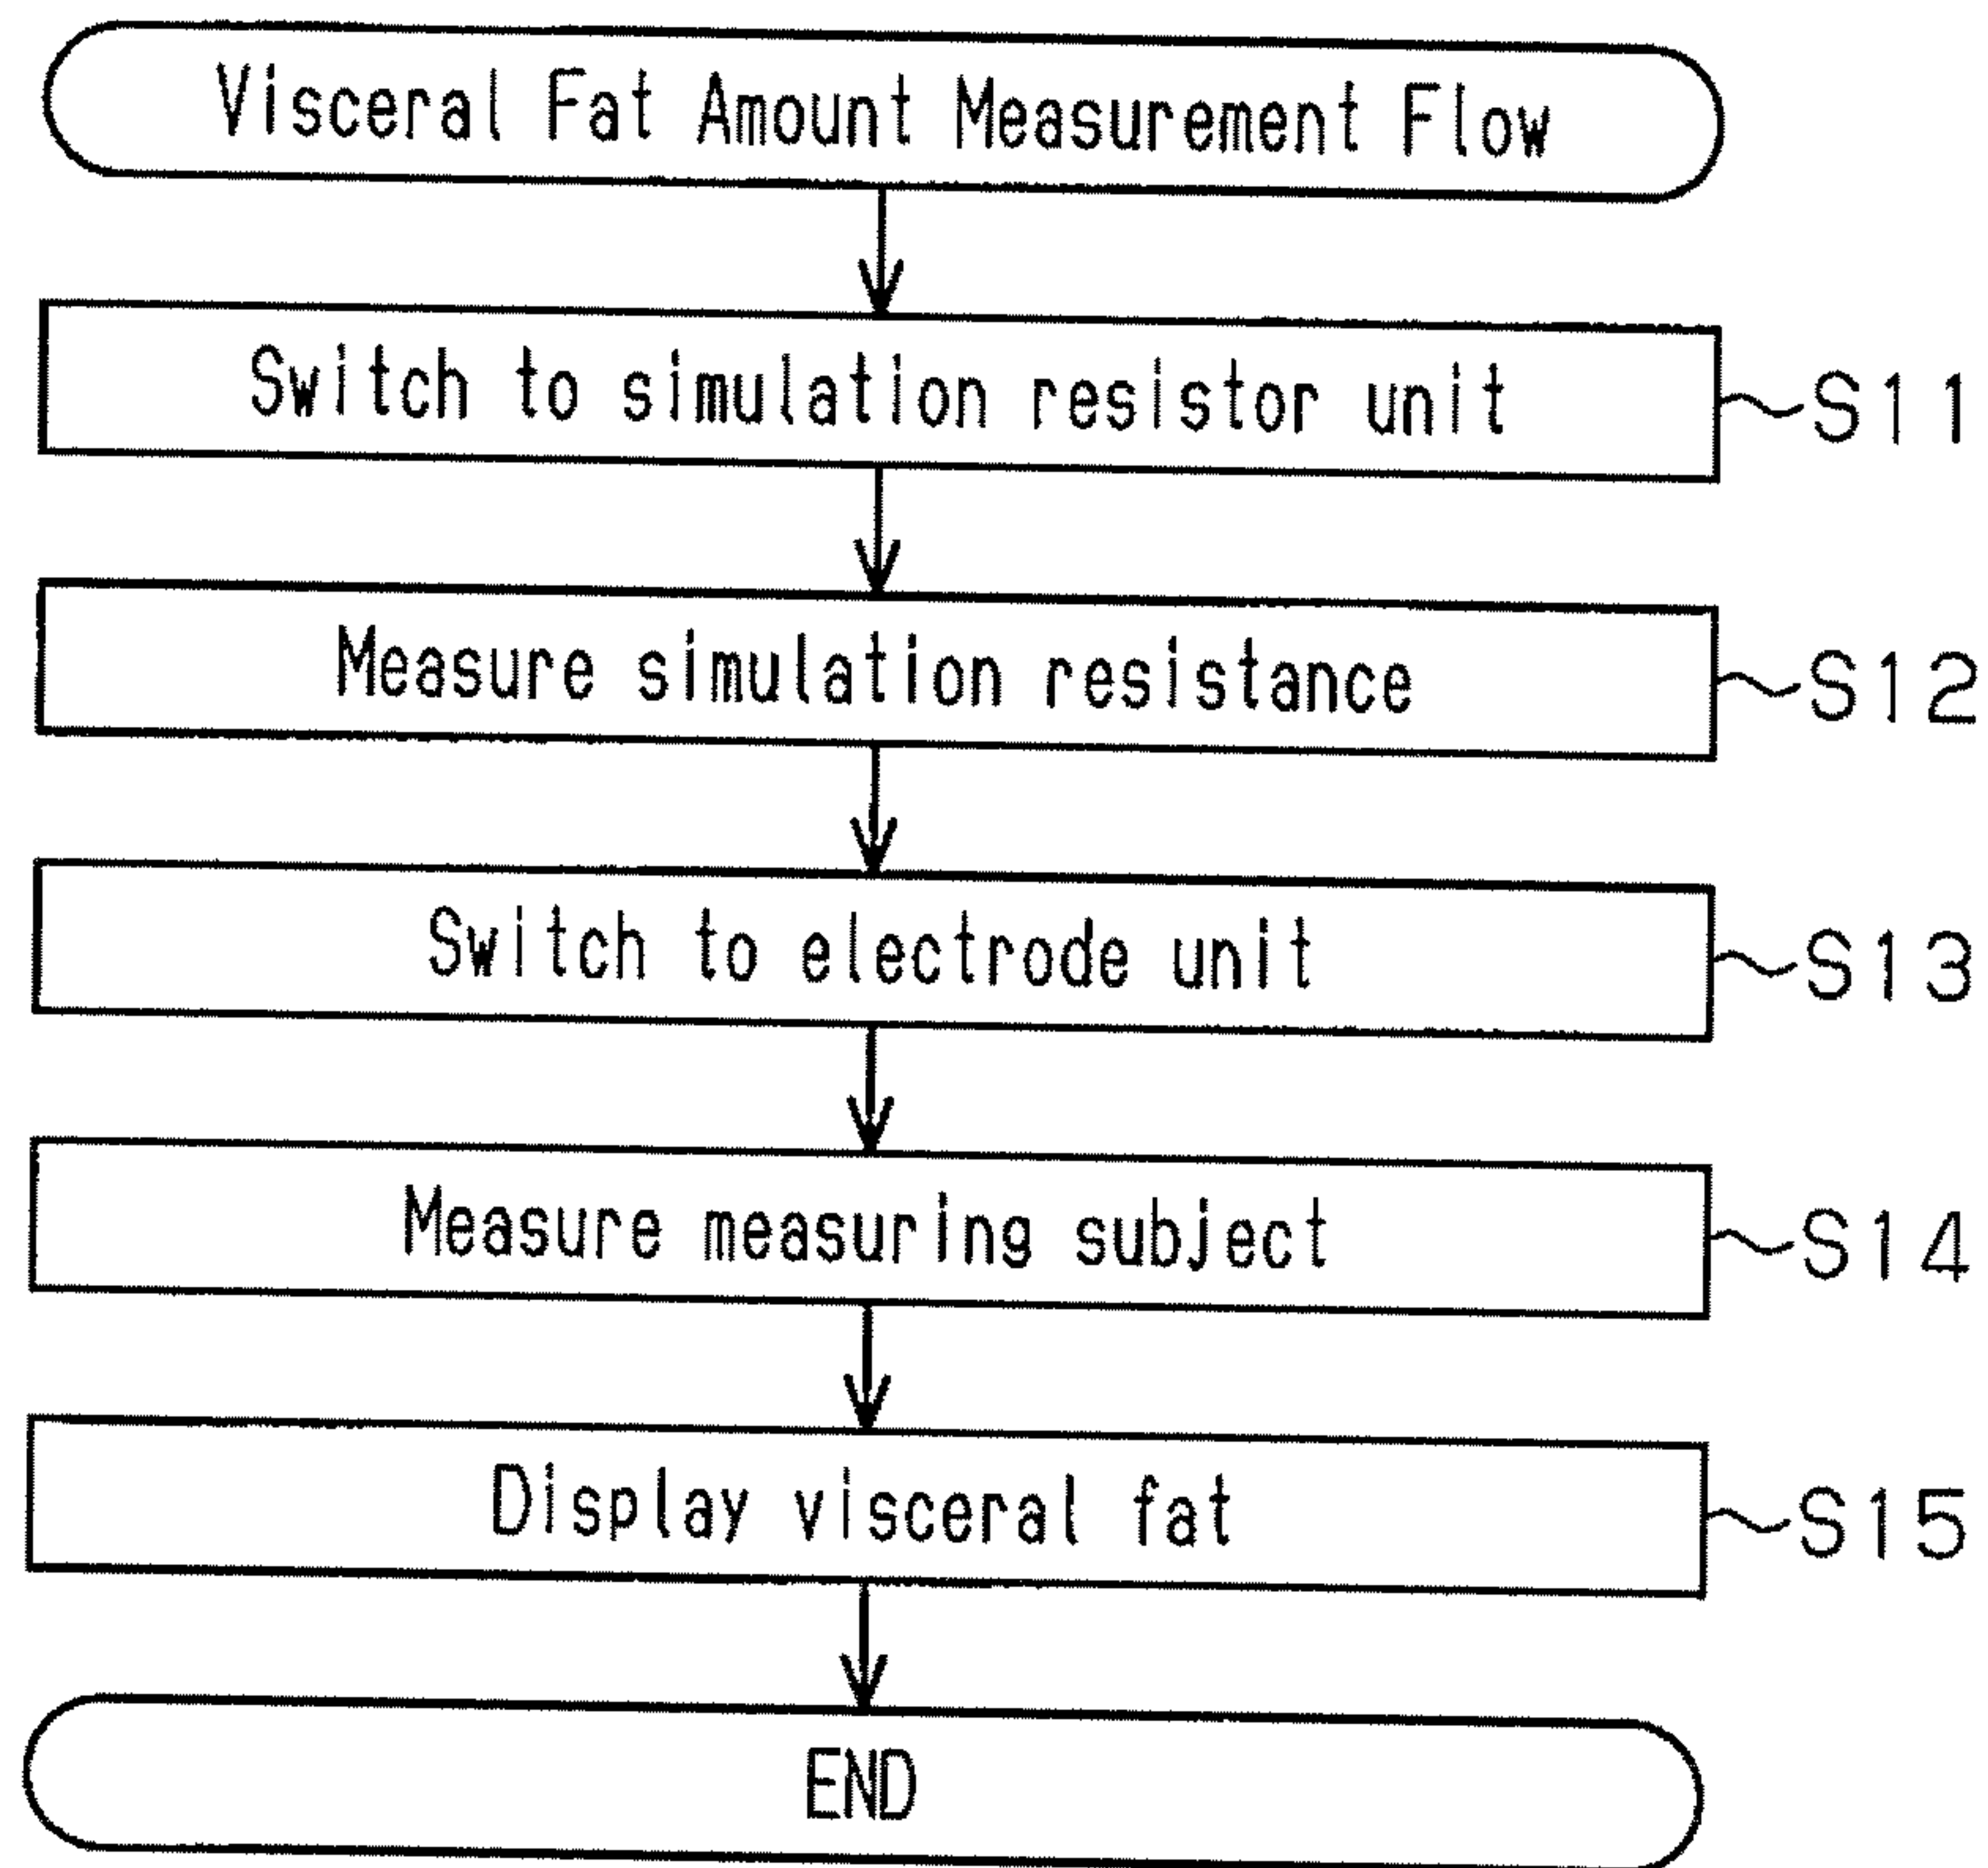 Visceral Fat Amount Measurement Flow
Switch to simulation resistor unit
S11
Measure simulation resistance
S12
Switch to electrode unit
S13
Measure measuring subject
S14
Display visceral fat
S15
END